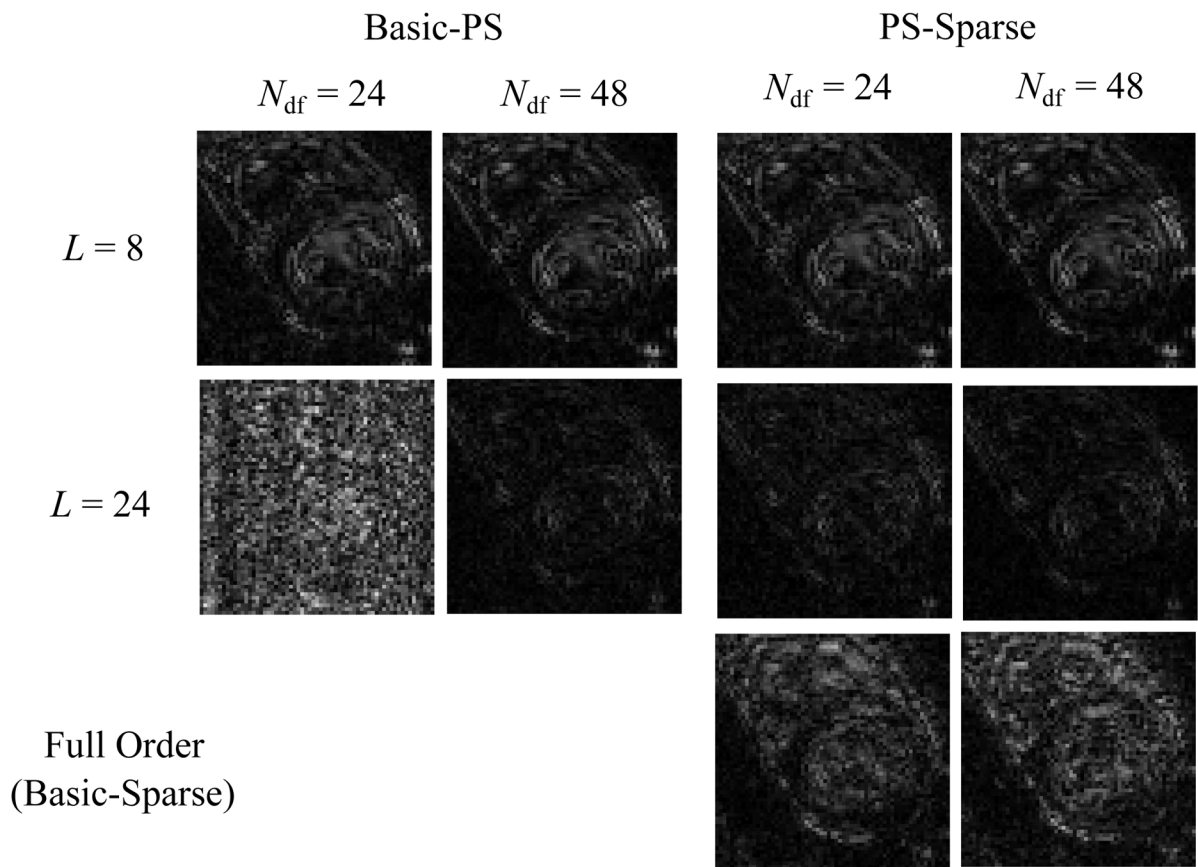 Basic-PS PS-Sparse
N_df = 24 N_df = 48 N_df = 24 N_df = 48
L = 8
L = 24
Full Order
(Basic-Sparse)